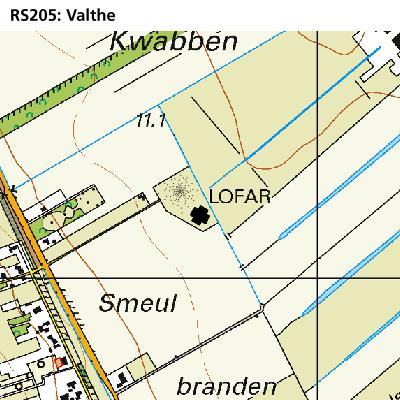 RS205: Valthe
Kwabben
11.1
LOFAR
Smeul
branden